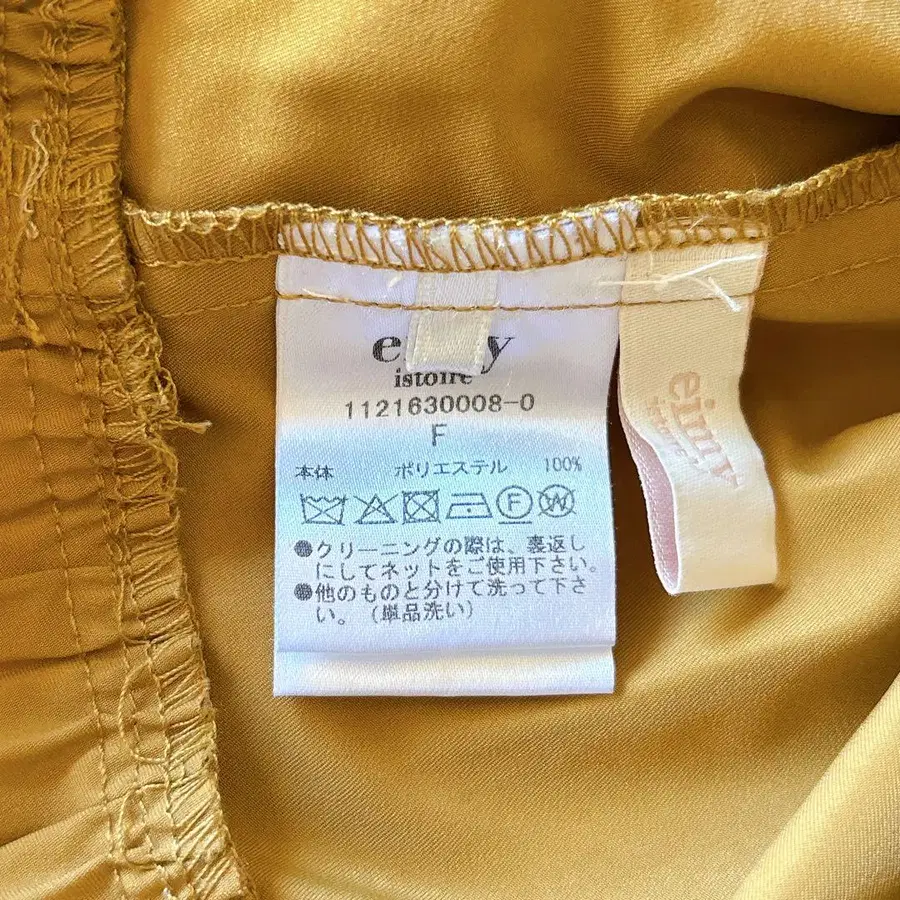 istoire
1121630008-0
F
本体 ポリエステル 100%
F W
●クリーニングの際は、裏返し
にしてネットをご使用下さい。
●他のものと分けて洗って下さ
い。(単品洗い)
einny
istoire